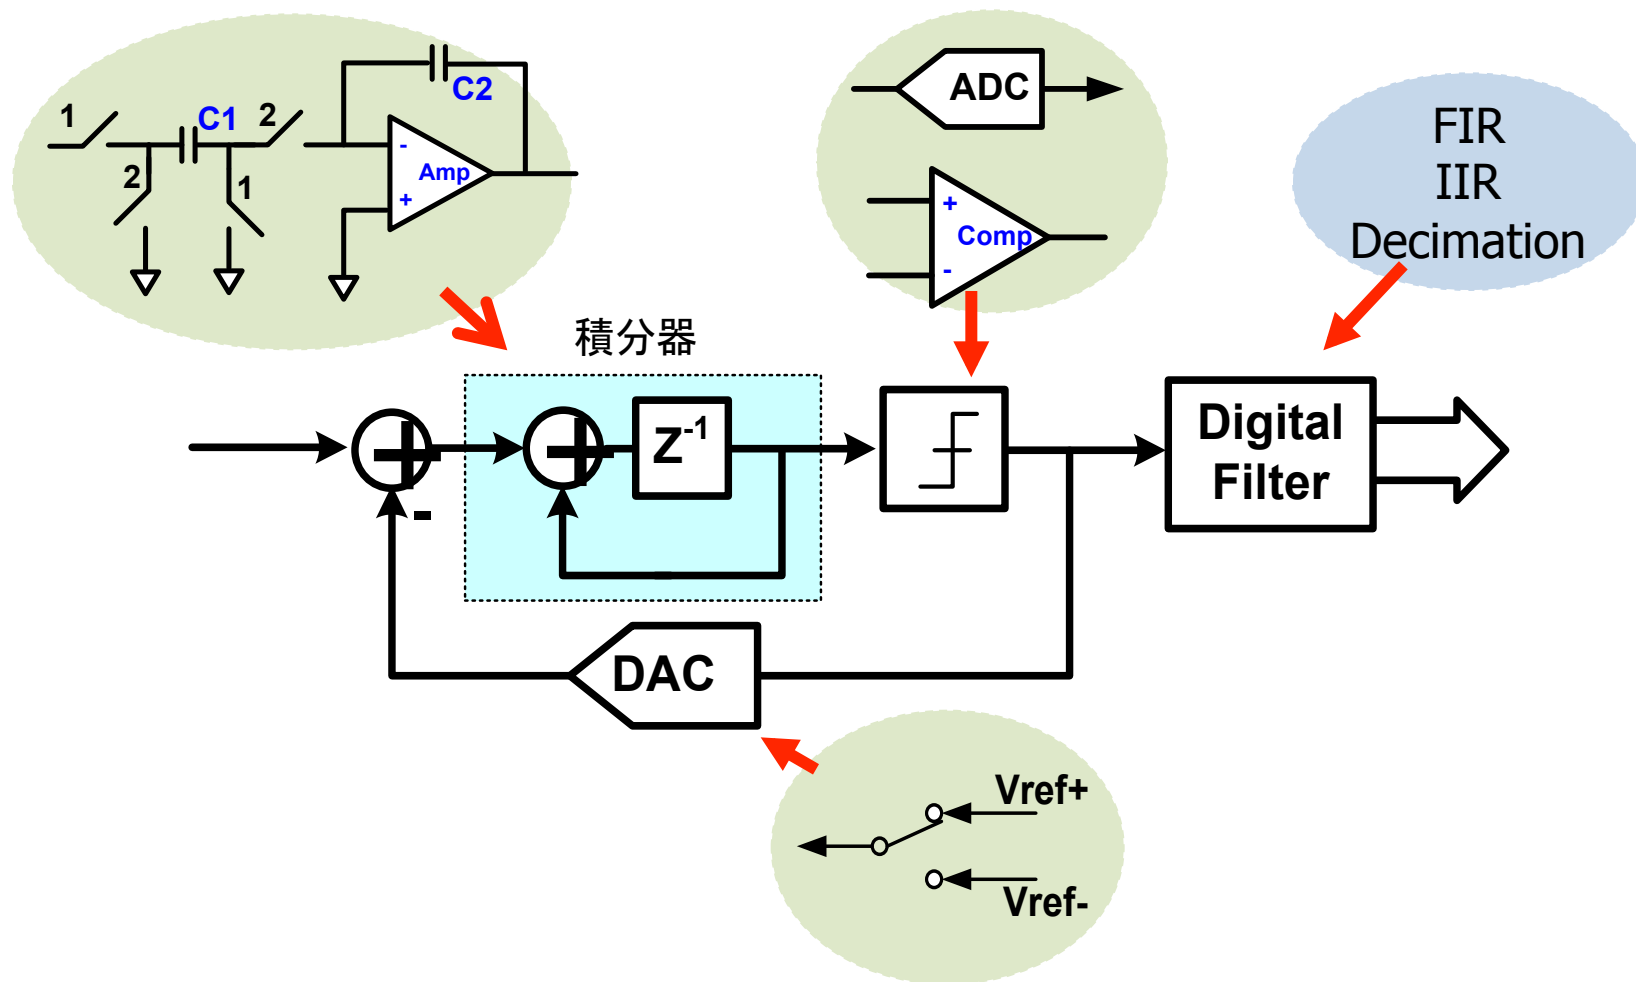 1
C1
2
2
1
C2
-
Amp
+
ADC
+
Comp
-
FIR
IIR
Decimation
積分器
Z-1
-
Digital
Filter
DAC
Vref+
Vref-